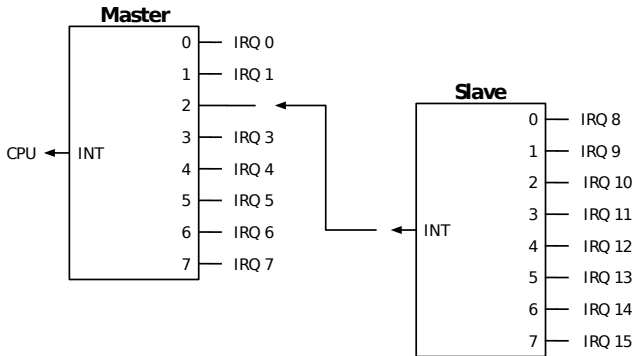 Master
0 IRQ 0
1 IRQ 1
2
3 IRQ 3
CPU INT
4 IRQ 4
5 IRQ 5
6 IRQ 6
7 IRQ 7
Slave
0 IRQ 8
1 IRQ 9
2 IRQ 10
3 IRQ 11
INT
4 IRQ 12
5 IRQ 13
6 IRQ 14
7 IRQ 15